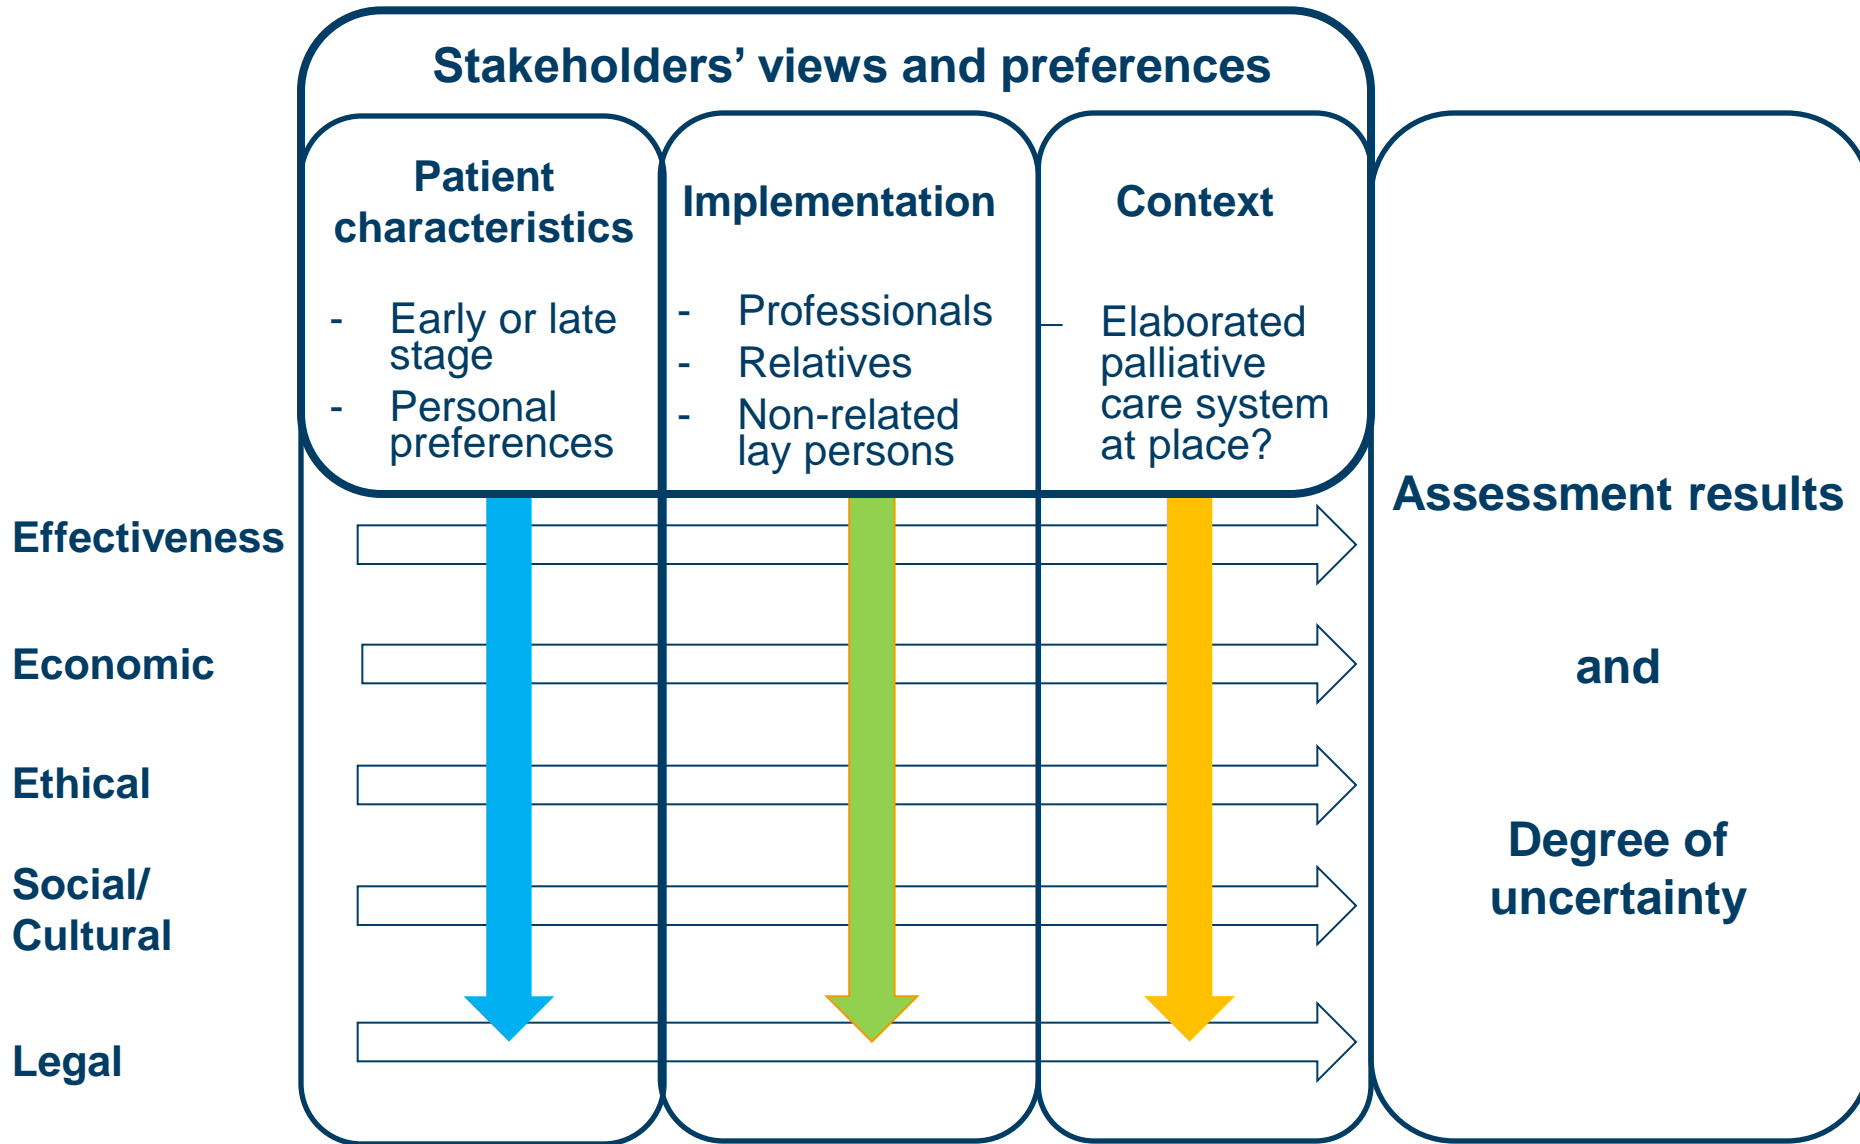 Stakeholders’ views and preferences
Patient
characteristics
- Early or late
stage
- Personal
preferences
Implementation
- Professionals
- Relatives
- Non-related
lay persons
Context
– Elaborated
palliative
care system
at place?
Effectiveness
Economic
Ethical
Social/
Cultural
Legal
Assessment results
and
Degree of
uncertainty